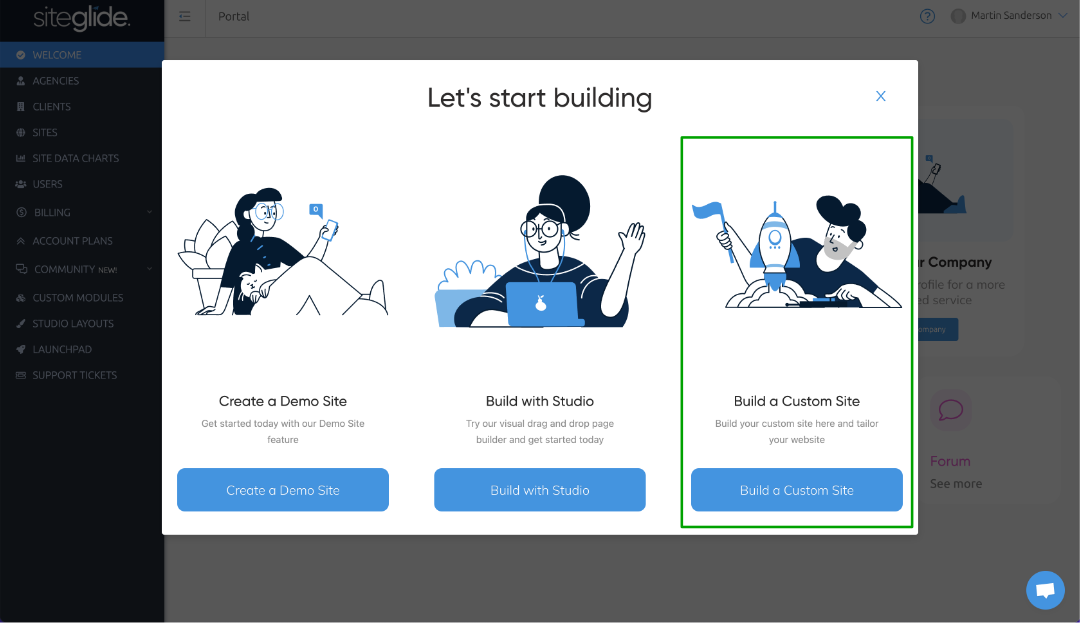 siteglide.
Portal
?
Martin Sanderson
WELCOME
AGENCIES
CLIENTS
SITES
SITE DATA CHARTS
USERS
BILLING
ACCOUNT PLANS
COMMUNITY NEW!
CUSTOM MODULES
STUDIO LAYOUTS
LAUNCHPAD
SUPPORT TICKETS
Let's start building
X
Create a Demo Site
Get started today with our Demo Site
feature
Create a Demo Site
Build with Studio
Try our visual drag and drop page
builder and get started today
Build with Studio
Build a Custom Site
Build your custom site here and tailor
your website
Build a Custom Site
Company
for a more
service
Forum
See more